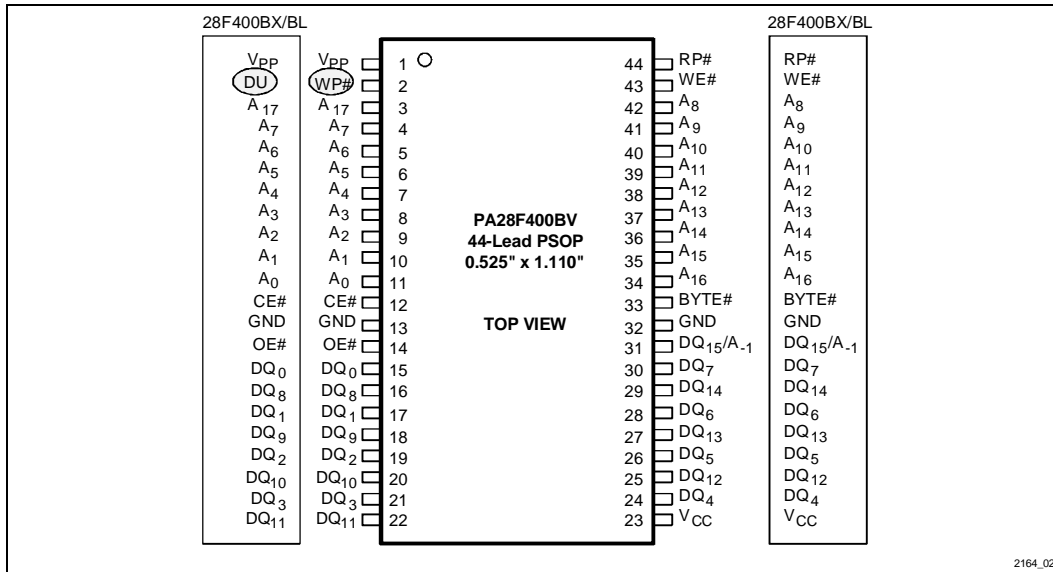 28F400BX/BL 28F400BX/BL
VPP VPP 1 44 RP# RP#
DU WP# 2 43 WE# WE#
A17 A17 3 42 A8 A8
A7 A7 4 41 A9 A9
A6 A6 5 40 A10 A10
A5 A5 6 39 A11 A11
A4 A4 7 38 A12 A12
A3 A3 8 37 A13 A13
PA28F400BV
A2 A2 9 36 A14 A14
44-Lead PSOP
A1 A1 10 35 A15 A15
0.525" x 1.110"
A0 A0 11 34 A16 A16
CE# CE# 12 33 BYTE# BYTE#
GND GND 13 TOP VIEW 32 GND GND
OE# OE# 14 31 DQ15/A-1 DQ15/A-1
DQ0 DQ0 15 30 DQ7 DQ7
DQ8 DQ8 16 29 DQ14 DQ14
DQ1 DQ1 17 28 DQ6 DQ6
DQ9 DQ9 18 27 DQ13 DQ13
DQ2 DQ2 19 26 DQ5 DQ5
DQ10 DQ10 20 25 DQ12 DQ12
DQ3 DQ3 21 24 DQ4 DQ4
DQ11 DQ11 22 23 VCC VCC
2164_02